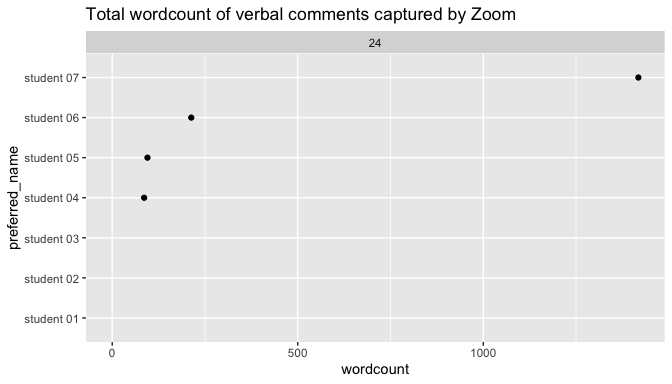 Total wordcount of verbal comments captured by Zoom
24
student 07
student 06
student 05
student 04
student 03
student 02
student 01
preferred_name
0 500 1000
wordcount